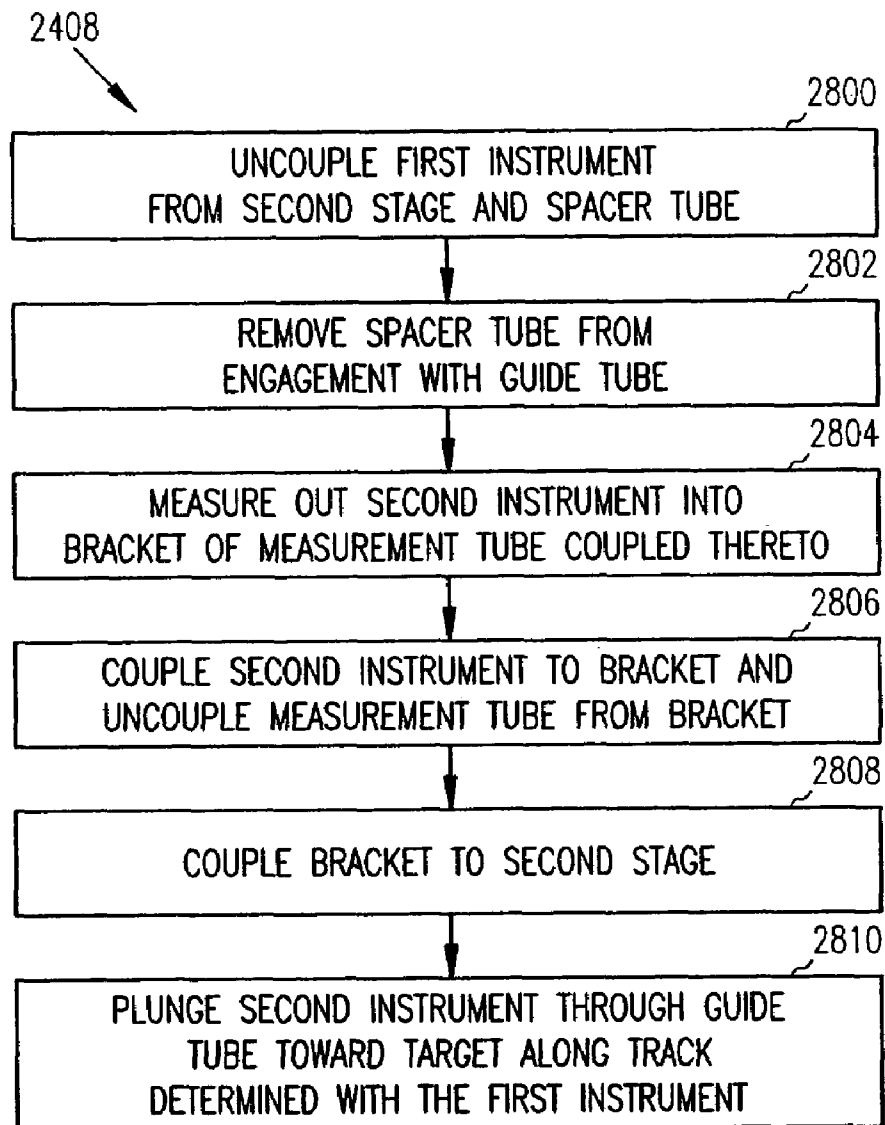 2408
2800
UNCOUPLE FIRST INSTRUMENT
FROM SECOND STAGE AND SPACER TUBE
2802
REMOVE SPACER TUBE FROM
ENGAGEMENT WITH GUIDE TUBE
2804
MEASURE OUT SECOND INSTRUMENT INTO
BRACKET OF MEASUREMENT TUBE COUPLED THERETO
2806
COUPLE SECOND INSTRUMENT TO BRACKET AND
UNCOUPLE MEASUREMENT TUBE FROM BRACKET
2808
COUPLE BRACKET TO SECOND STAGE
2810
PLUNGE SECOND INSTRUMENT THROUGH GUIDE
TUBE TOWARD TARGET ALONG TRACK
DETERMINED WITH THE FIRST INSTRUMENT